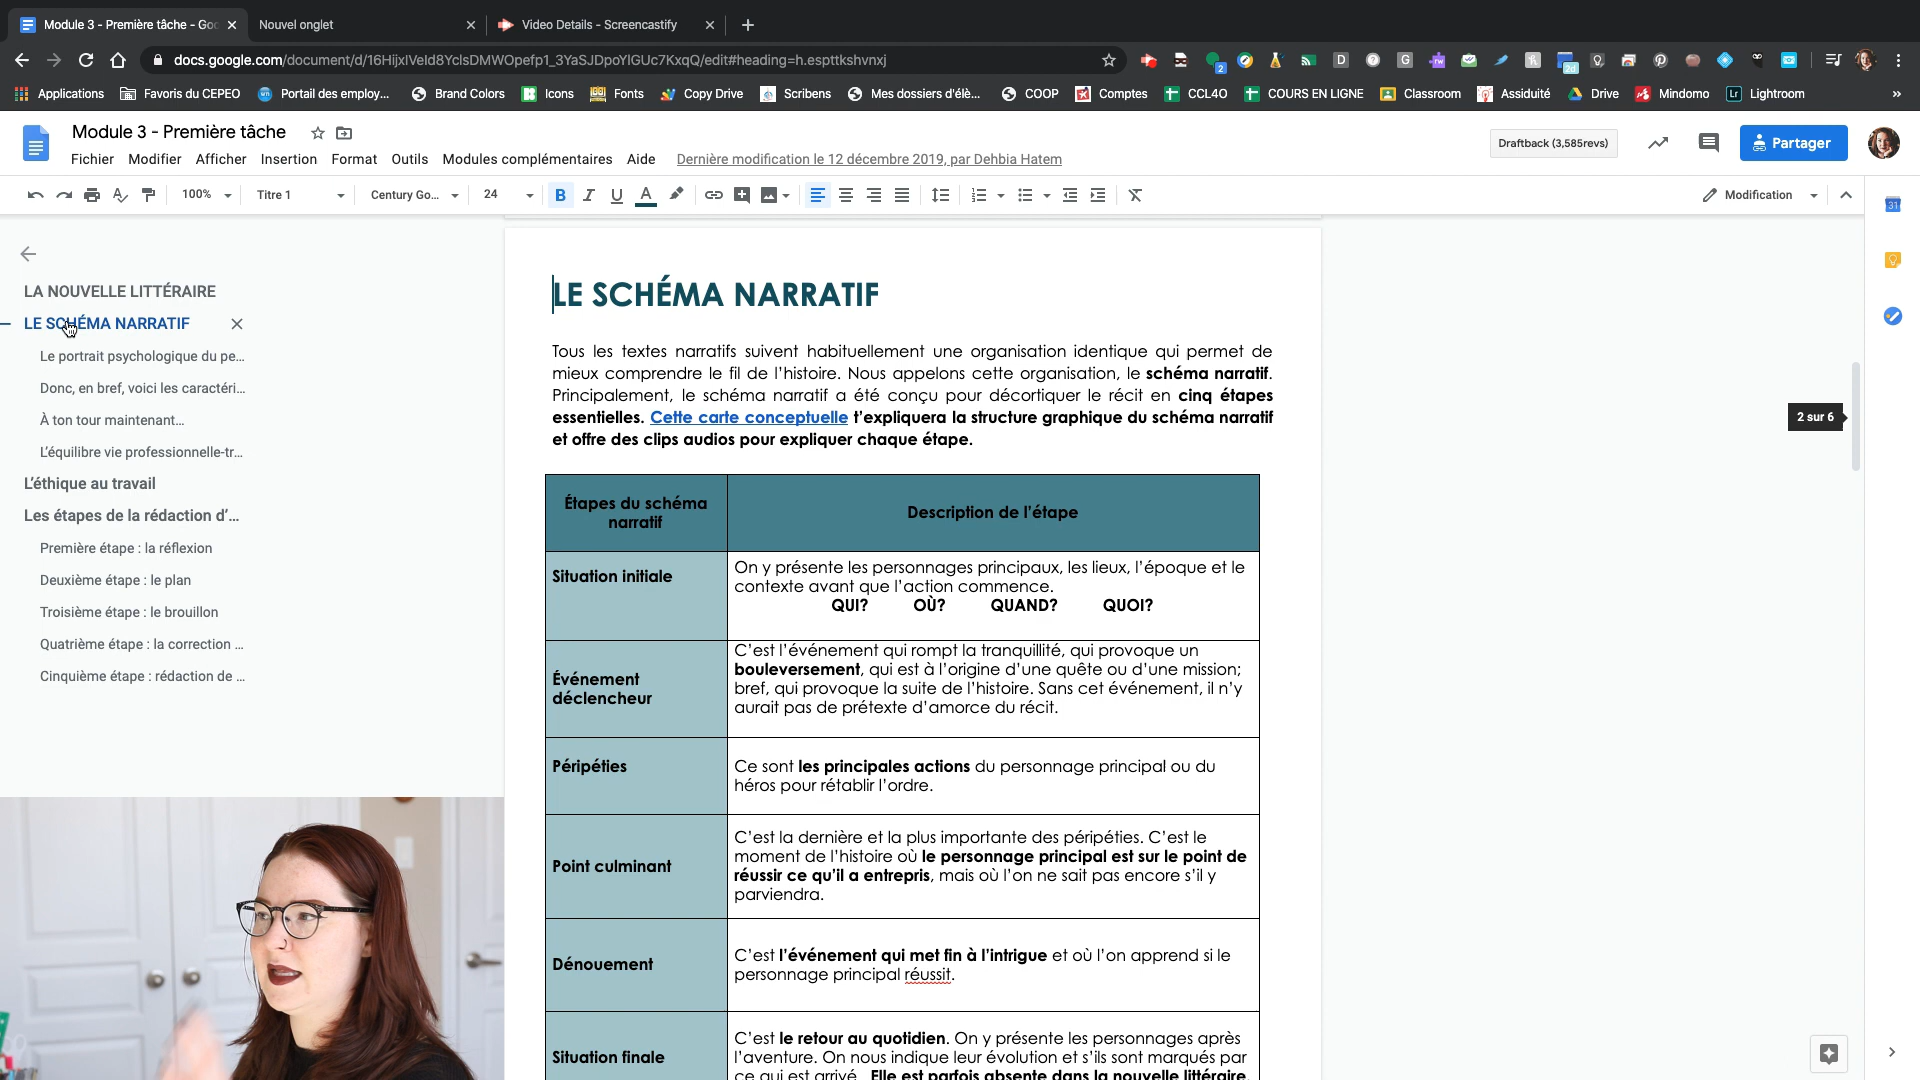 Module 3 - Première tâche - Goo
Nouvel onglet
Video Details - Screencastify
docs.google.com/document/d/16HijxIVeId8YclsDMWOpefp1_3YaSJDpoYlGUc7KxqQ/edit#heading=h.espttkshvnxj
Applications
Favoris du CEPEO
Portail des employ...
Brand Colors
Icons
Fonts
Copy Drive
Scribens
Mes dossiers d'élè...
COOP
Comptes
CCL4O
COURS EN LIGNE
Classroom
Assiduité
Drive
Mindomo
Lightroom
Module 3 - Première tâche
Fichier Modifier Afficher Insertion Format Outils Modules complémentaires Aide
Dernière modification le 12 décembre 2019, par Dehbia Hatem
Draftback (3,585revs)
Partager
100%
Titre 1
Century Go...
24
Modification
LA NOUVELLE LITTÉRAIRE
LE SCHÉMA NARRATIF
Le portrait psychologique du pe...
Donc, en bref, voici les caractéri...
À ton tour maintenant...
L'équilibre vie professionnelle-tr...
L'éthique au travail
Les étapes de la rédaction d'...
Première étape : la réflexion
Deuxième étape : le plan
Troisième étape : le brouillon
Quatrième étape : la correction ...
Cinquième étape : rédaction de ...
LE SCHÉMA NARRATIF
Tous les textes narratifs suivent habituellement une organisation identique qui permet de
mieux comprendre le fil de l'histoire. Nous appelons cette organisation, le schéma narratif.
Principalement, le schéma narratif a été conçu pour décortiquer le récit en cinq étapes
essentielles. Cette carte conceptuelle t'expliquera la structure graphique du schéma narratif
et offre des clips audios pour expliquer chaque étape.
2 sur 6
Étapes du schéma
narratif
Description de l'étape
Situation initiale
On y présente les personnages principaux, les lieux, l'époque et le
contexte avant que l'action commence.
QUI? OÙ? QUAND? QUOI?
Événement
déclencheur
C'est l'événement qui rompt la tranquillité, qui provoque un
bouleversement, qui est à l'origine d'une quête ou d'une mission;
bref, qui provoque la suite de l'histoire. Sans cet événement, il n'y
aurait pas de prétexte d'amorce du récit.
Péripéties
Ce sont les principales actions du personnage principal ou du
héros pour rétablir l'ordre.
Point culminant
C'est la dernière et la plus importante des péripéties. C'est le
moment de l'histoire où le personnage principal est sur le point de
réussir ce qu'il a entrepris, mais où l'on ne sait pas encore s'il y
parviendra.
Dénouement
C'est l'événement qui met fin à l'intrigue et où l'on apprend si le
personnage principal réussit.
Situation finale
C'est le retour au quotidien. On y présente les personnages après
l'aventure. On nous indique leur évolution et s'ils sont marqués par
ce qui est arrivé. Elle est parfois absente dans la nouvelle littéraire.